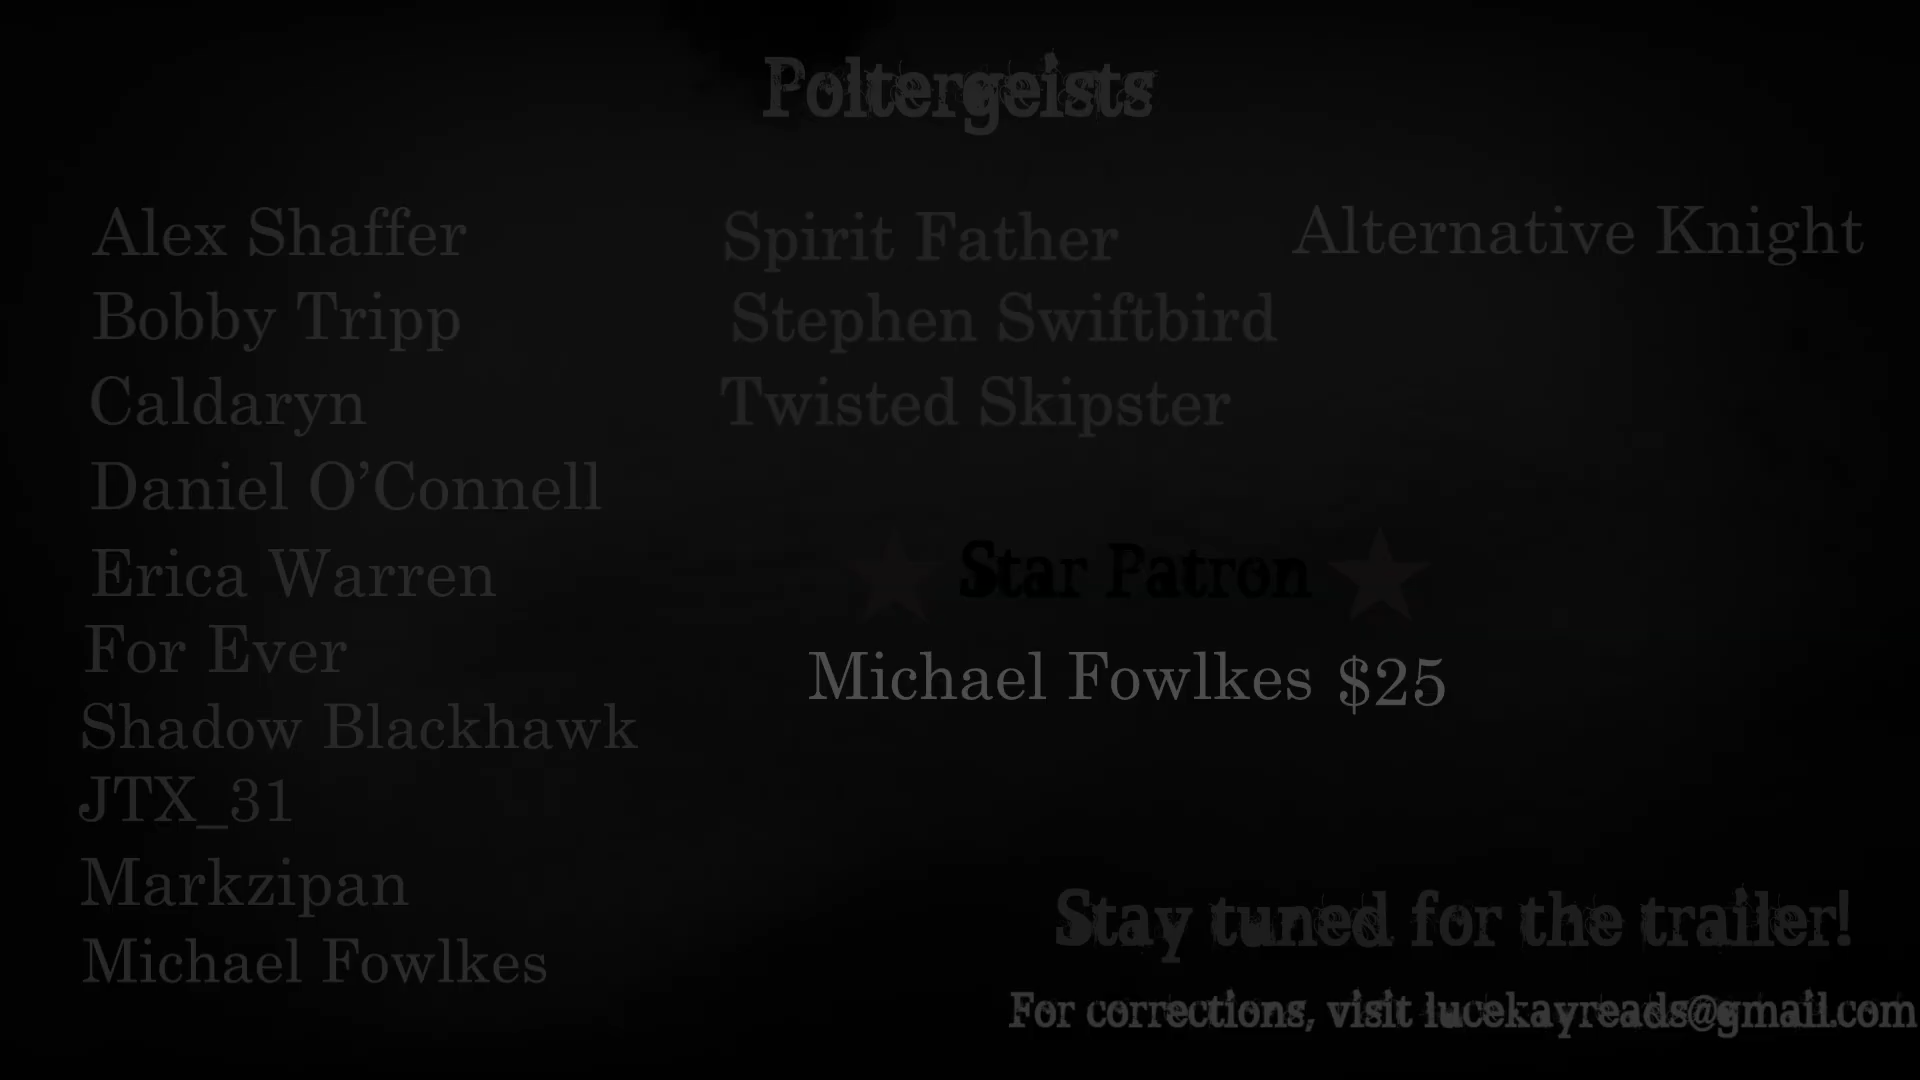 Poltergeists
Alex Shaffer
Bobby Tripp
Caldaryn
Daniel O’Connell
Erica Warren
For Ever
Shadow Blackhawk
JTX_31
Markzipan
Michael Fowlkes
Spirit Father
Stephen Swiftbird
Twisted Skipster
Alternative Knight
Star Patron
Michael Fowlkes $25
Stay tuned for the trailer!
For corrections, visit lucekayreads@gmail.com